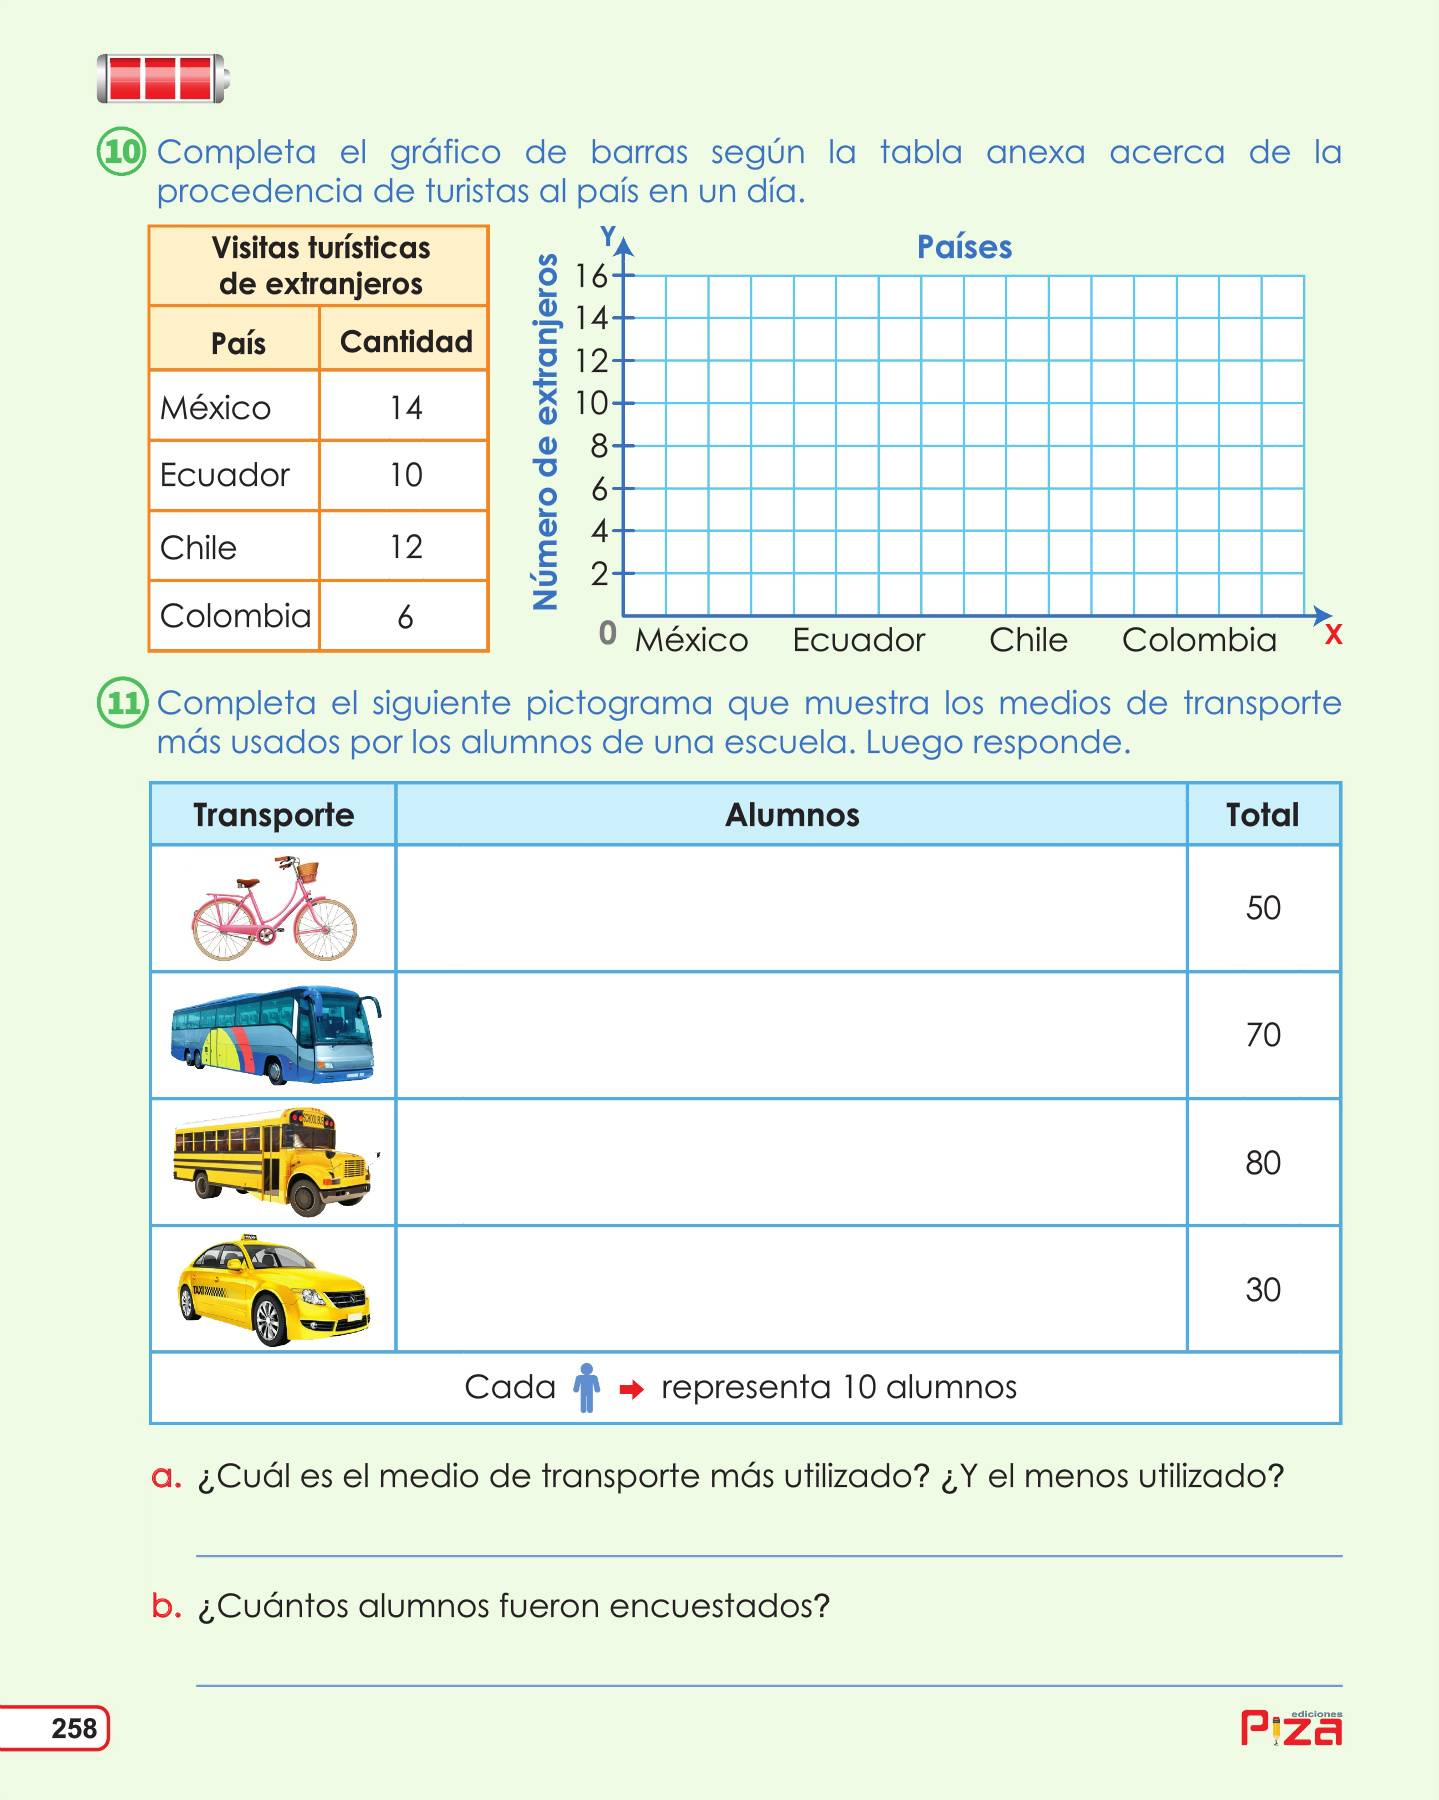 10 Completa el gráfico de barras según la tabla anexa acerca de la
procedencia de turistas al país en un día.
Visitas turísticas
de extranjeros
País Cantidad
México 14
Ecuador 10
Chile 12
Colombia 6
Y
Países
Número de extranjeros
16
14
12
10
8
6
4
2
0 México Ecuador Chile Colombia X
11 Completa el siguiente pictograma que muestra los medios de transporte
más usados por los alumnos de una escuela. Luego responde.
Transporte Alumnos Total
50
70
SCHOOL BUS
80
TAXI
30
Cada representa 10 alumnos
a. ¿Cuál es el medio de transporte más utilizado? ¿Y el menos utilizado?
b. ¿Cuántos alumnos fueron encuestados?
258
ediciones
Piza